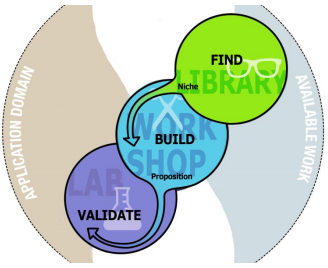 FIND
LIBRARY
Niche
WORK
BUILD
SHOP
Proposition
LAB
VALIDATE
APPLICATION DOMAIN
AVAILABLE WORK